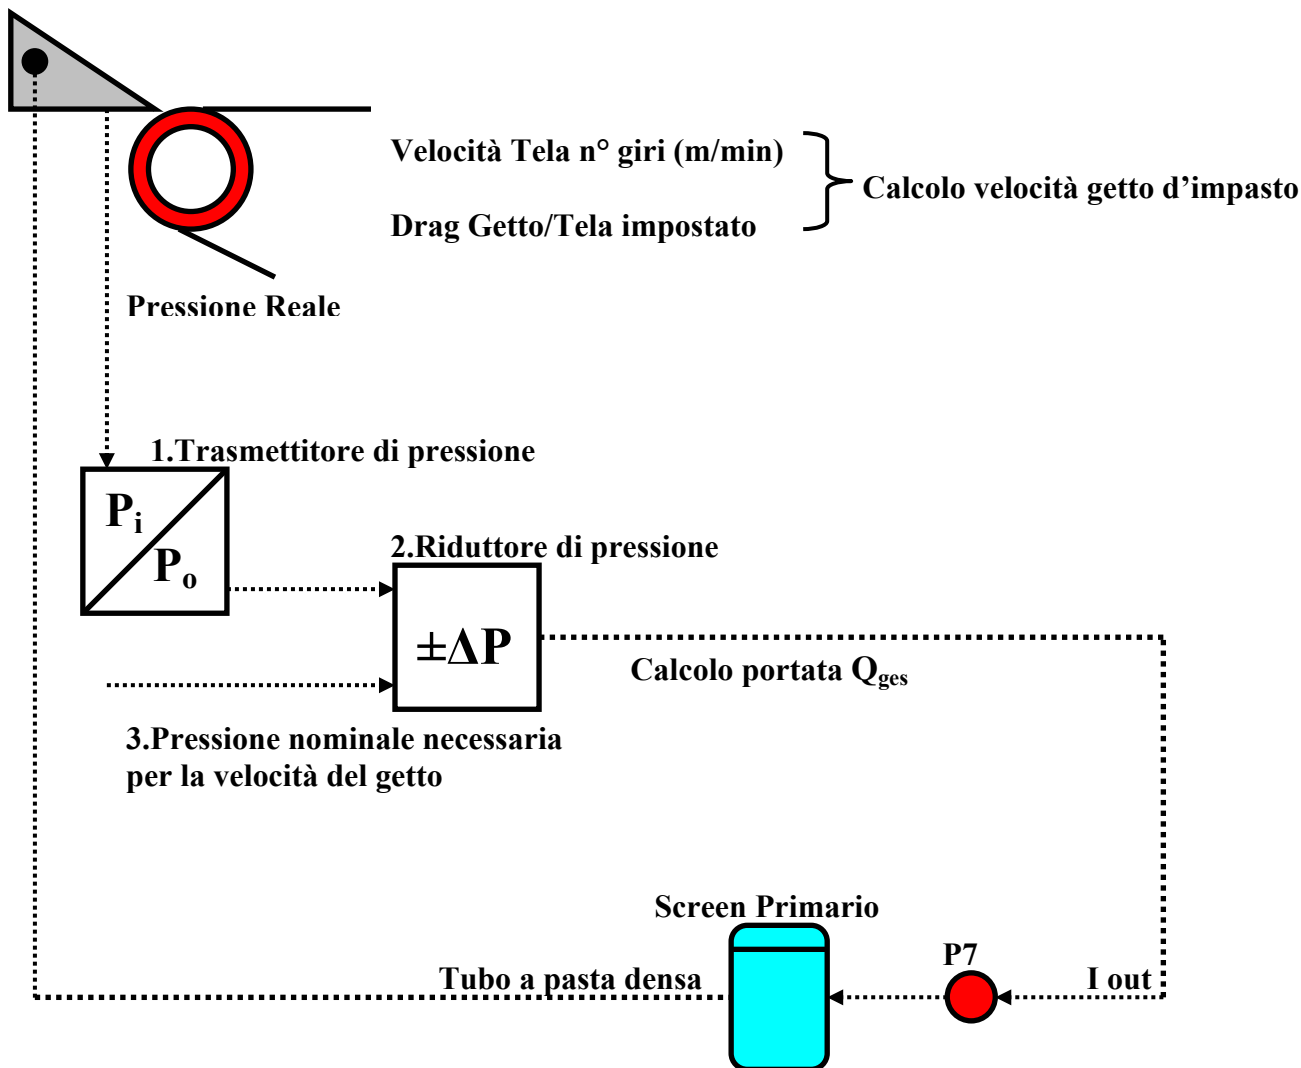 Velocità Tela n° giri (m/min)
Calcolo velocità getto d’impasto
Drag Getto/Tela impostato
Pressione Reale
1.Trasmettitore di pressione
Pi
Po
2.Riduttore di pressione
±ΔP
Calcolo portata Qges
3.Pressione nominale necessaria
per la velocità del getto
Screen Primario
P7
Tubo a pasta densa
I out